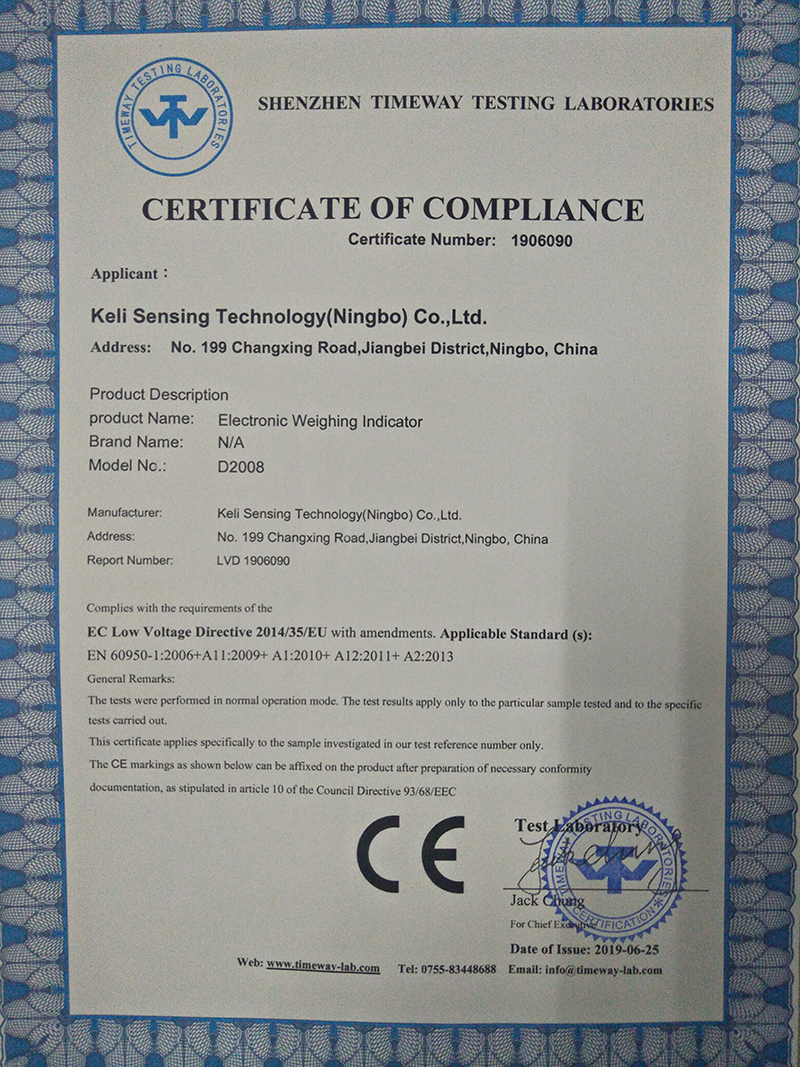 TIMEWAY TESTING LABORATORIES
SHENZHEN TIMEWAY TESTING LABORATORIES
CERTIFICATE OF COMPLIANCE
Certificate Number: 1906090
Applicant：
Keli Sensing Technology(Ningbo) Co.,Ltd.
Address: No. 199 Changxing Road,Jiangbei District,Ningbo, China
Product Description
product Name: Electronic Weighing Indicator
Brand Name: N/A
Model No.: D2008
Manufacturer: Keli Sensing Technology(Ningbo) Co.,Ltd.
Address: No. 199 Changxing Road,Jiangbei District,Ningbo, China
Report Number: LVD 1906090
Complies with the requirements of the
EC Low Voltage Directive 2014/35/EU with amendments. Applicable Standard (s):
EN 60950-1:2006+A11:2009+ A1:2010+ A12:2011+ A2:2013
General Remarks:
The tests were performed in normal operation mode. The test results apply only to the particular sample tested and to the specific
tests carried out.
This certificate applies specifically to the sample investigated in our test reference number only.
The CE markings as shown below can be affixed on the product after preparation of necessary conformity
documentation, as stipulated in article 10 of the Council Directive 93/68/EEC
CE
Test Laboratory
TIMEWAY TESTING LABORATORIES
CERTIFICATION
Jack Chung
For Chief Executive
Date of Issue: 2019-06-25
Web: www.timeway-lab.com Tel: 0755-83448688 Email: info@timeway-lab.com